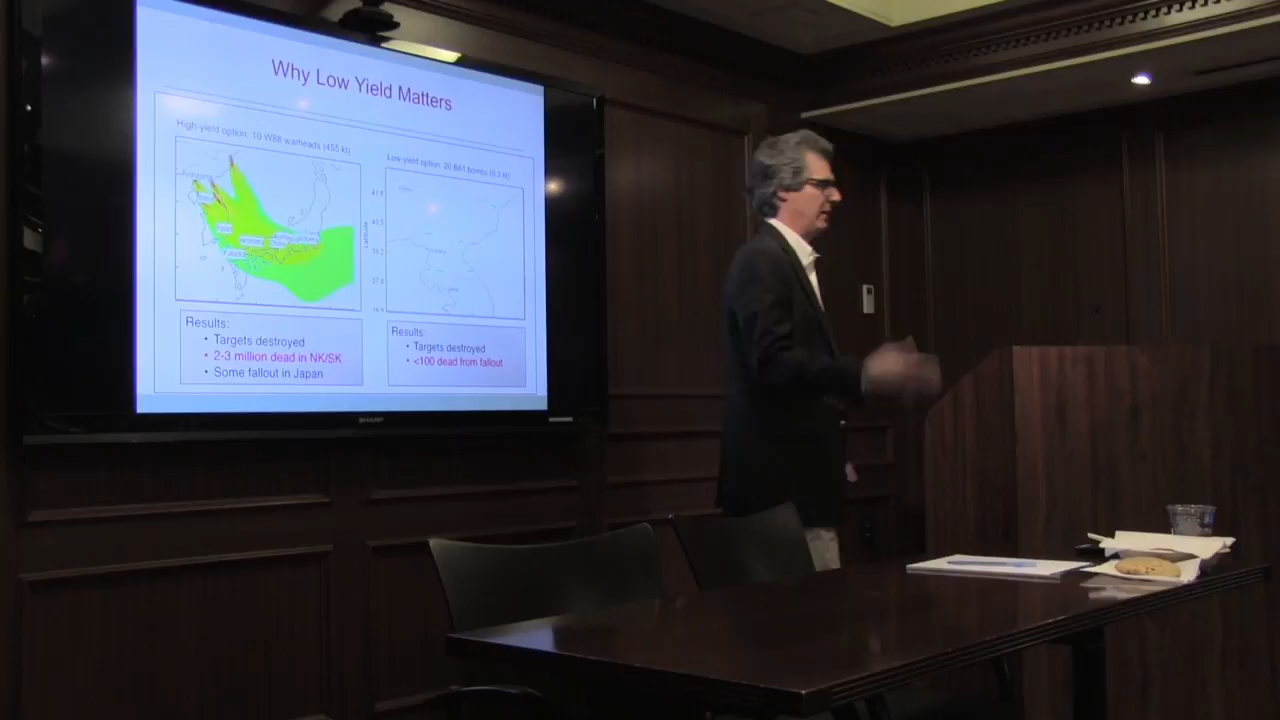 Why Low Yield Matters
High-yield option: 10 W88 warheads (455 kt)
Low-yield option: 20 B61 bombs (0.3 kt)
Results:
• Targets destroyed
• 2-3 million dead in NK/SK
• Some fallout in Japan
Results:
• Targets destroyed
• <100 dead from fallout
SHARP